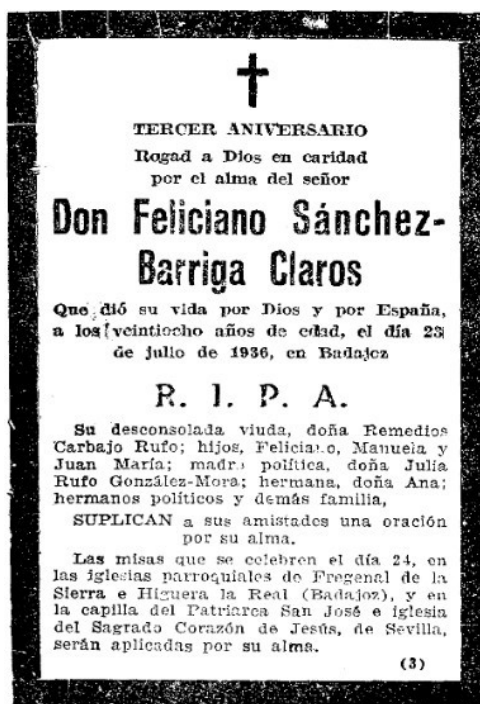 TERCER ANIVERSARIO
Rogad a Dios en caridad
por el alma del señor
Don Feliciano Sánchez-
Barriga Claros
Que dió su vida por Dios y por España,
a los veintiocho años de edad, el día 23
de julio de 1936, en Badajoz
R. I. P. A.
Su desconsolada viuda, doña Remedios
Carbajo Rufo; hijos, Feliciano, Manuela y
Juan María; madre política, doña Julia
Rufo González-Mora; hermana, doña Ana;
hermanos políticos y demás familia,
SUPLICAN a sus amistades una oración
por su alma.
Las misas que se celebren el día 24, en
las iglesias parroquiales de Fregenal de la
Sierra e Higuera la Real (Badajoz), y en
la capilla del Patriarca San José e iglesia
del Sagrado Corazón de Jesús, de Sevilla,
serán aplicadas por su alma.
(3)